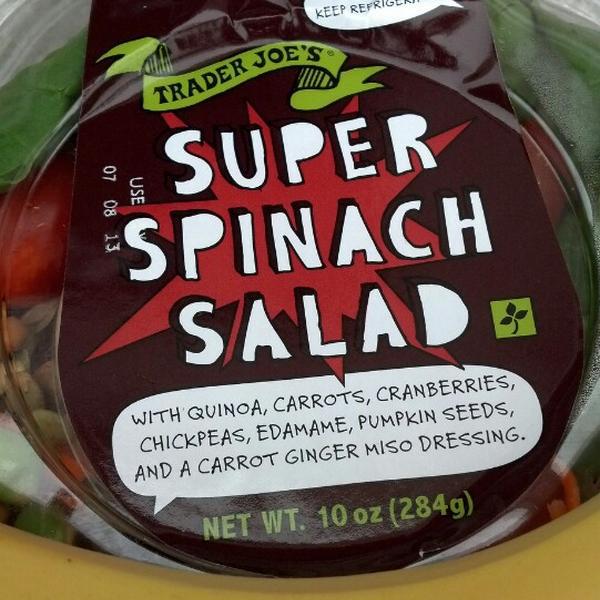 KEEP REFRIGERA
TRADER JOE'S®
SUPER
SPINACH
SALAD
USE
07 08 13
WITH QUINOA, CARROTS, CRANBERRIES,
CHICKPEAS, EDAMAME, PUMPKIN SEEDS,
AND A CARROT GINGER MISO DRESSING.
NET WT. 10 oz (284g)